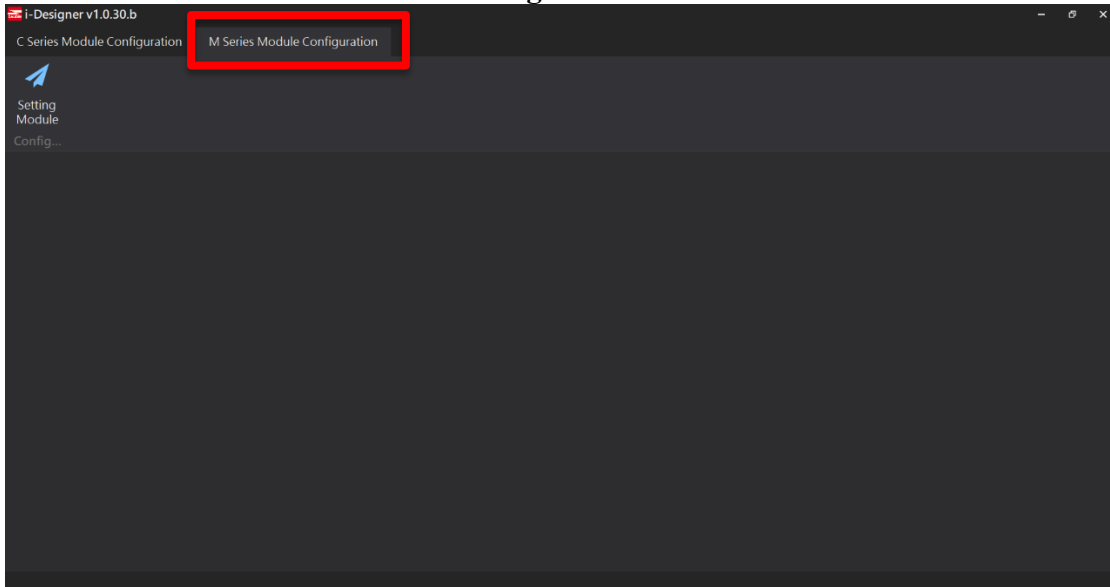 i-Designer v1.0.30.b
C Series Module Configuration M Series Module Configuration
Setting
Module
Config...